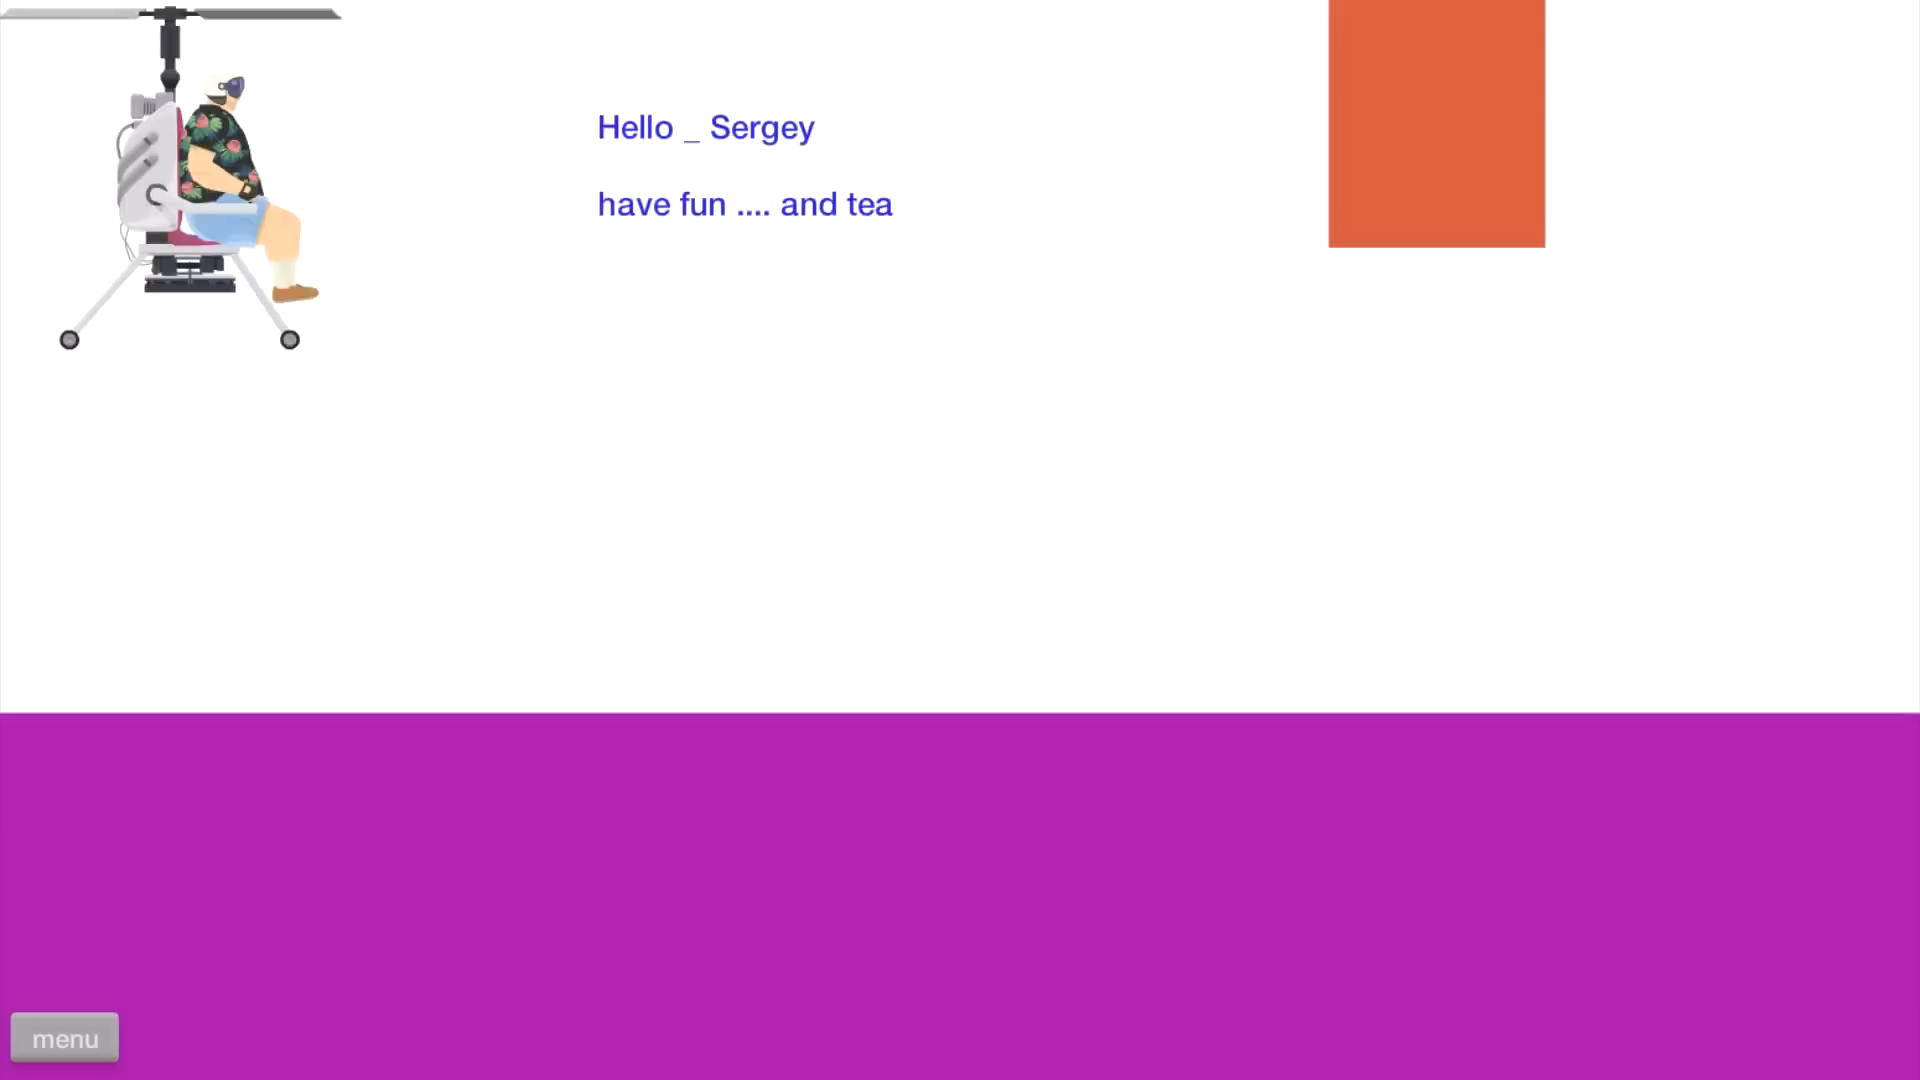 Hello _ Sergey
have fun .... and tea
menu